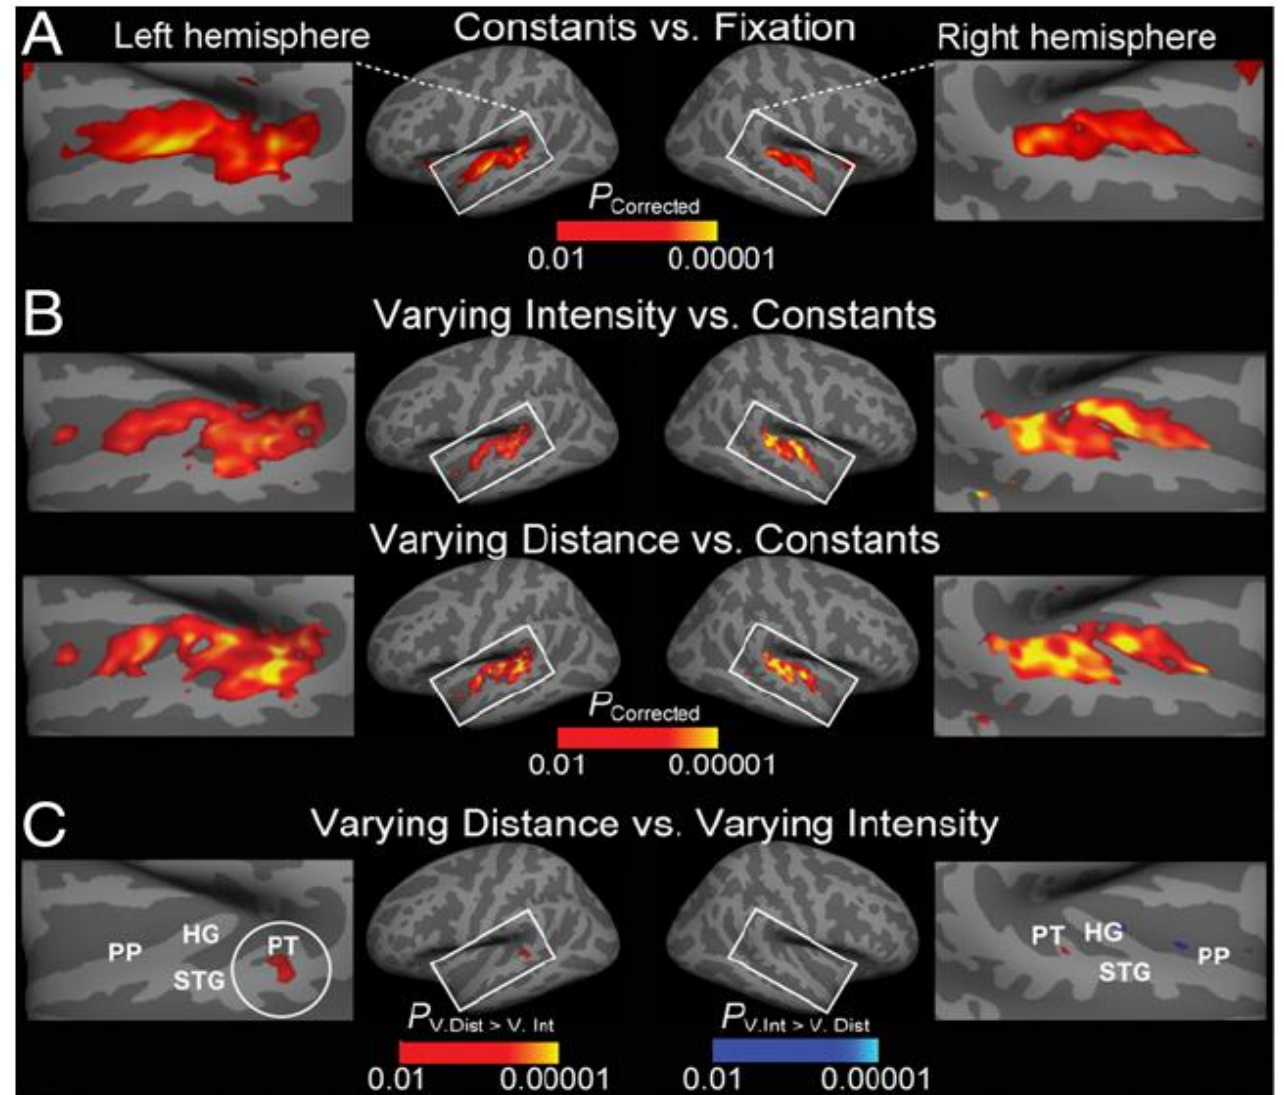 A
Left hemisphere
Constants vs. Fixation
Right hemisphere
PCorrected
0.01 0.00001
B
Varying Intensity vs. Constants
Varying Distance vs. Constants
PCorrected
0.01 0.00001
C
Varying Distance vs. Varying Intensity
PP HG PT STG
PT HG PP STG
PV.Dist > V. Int
0.01 0.00001
PV.Int > V. Dist
0.01 0.00001